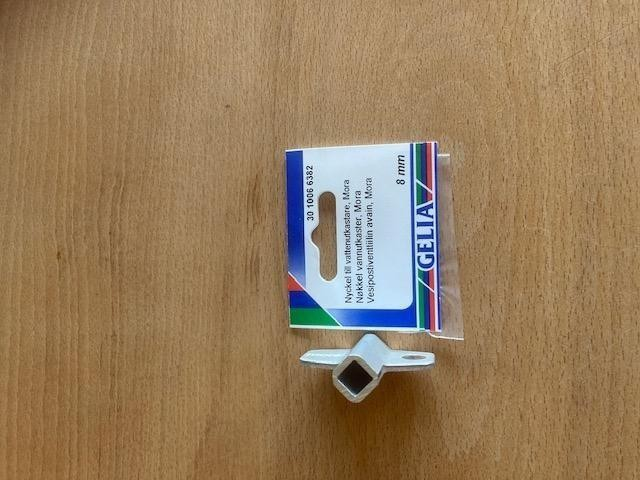 30 1006 6382
Nyckel till vattenutkastare, Mora
Nøkkel vannutkaster, Mora
Vesipostiventtiilin avain, Mora
8 mm
GELIA